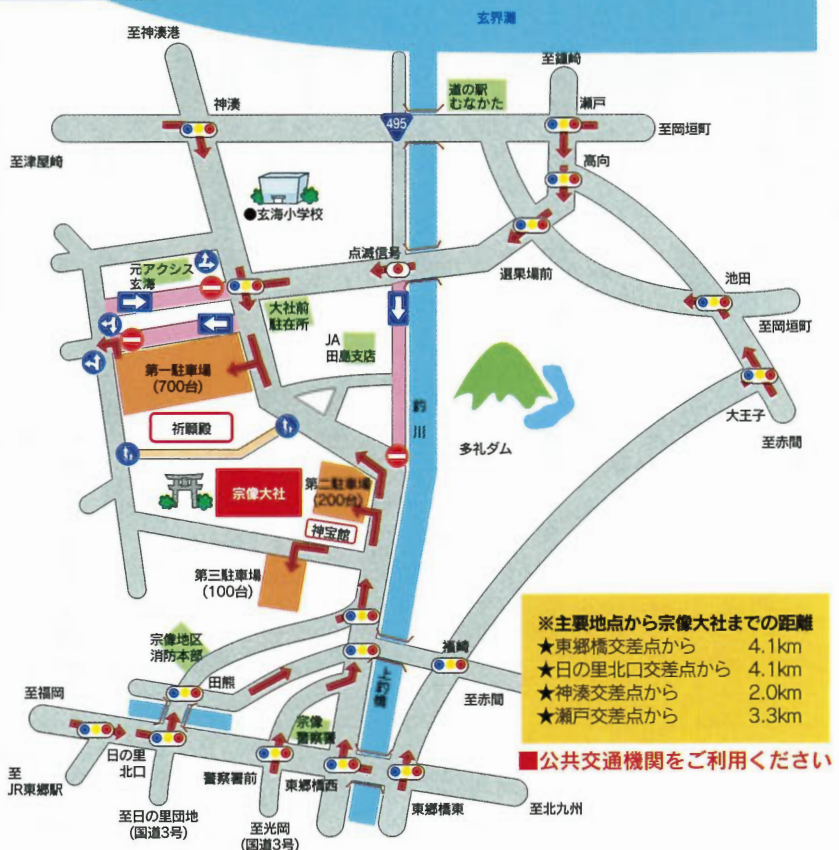 玄界灘
至神湊港
至鐘崎
神湊
495
道の駅
むなかた
瀬戸
至岡垣町
至津屋崎
高向
●玄海小学校
点滅信号
選果場前
元アクシス
玄海
池田
至岡垣町
大社前
駐在所
JA
田島支店
第一駐車場
(700台)
釣川
大王子
至赤間
祈願殿
多礼ダム
宗像大社
第二駐車場
(200台)
神宝館
第三駐車場
(100台)
※主要地点から宗像大社までの距離
★東郷橋交差点から 4.1km
★日の里北口交差点から 4.1km
★神湊交差点から 2.0km
★瀬戸交差点から 3.3km
■公共交通機関をご利用ください
宗像地区
消防本部
福崎
田熊
上釣橋
至赤間
至福岡
宗像
警察署
日の里
北口
至
JR東郷駅
警察署前
東郷橋西
東郷橋東
至北九州
至日の里団地
(国道3号)
至光岡
(国道3号)